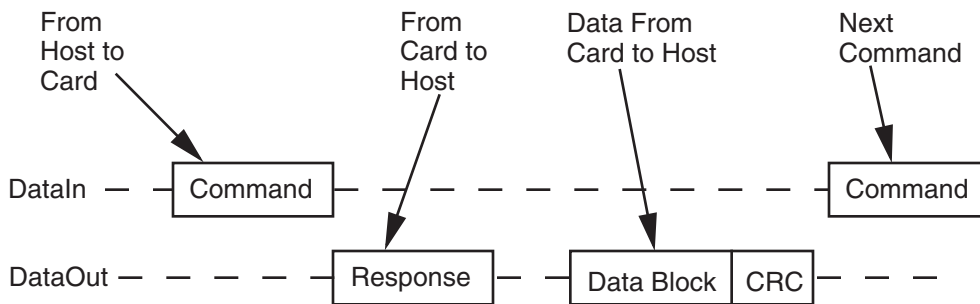 From
Host to
Card
From
Card to
Host
Data From
Card to Host
Next
Command
DataIn
Command
Command
DataOut
Response
Data Block
CRC